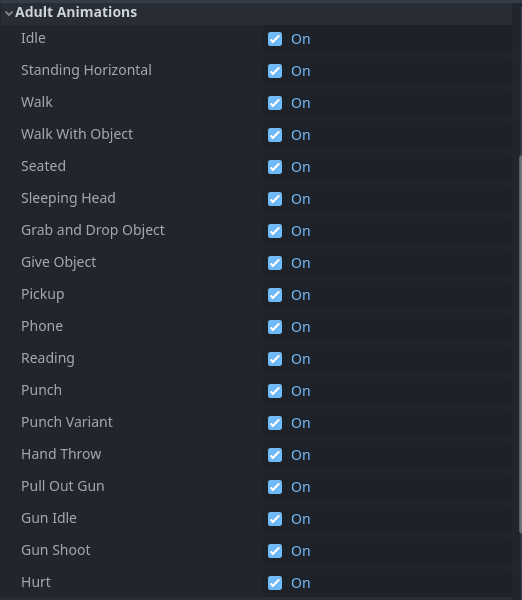 Adult Animations
Idle On
Standing Horizontal On
Walk On
Walk With Object On
Seated On
Sleeping Head On
Grab and Drop Object On
Give Object On
Pickup On
Phone On
Reading On
Punch On
Punch Variant On
Hand Throw On
Pull Out Gun On
Gun Idle On
Gun Shoot On
Hurt On